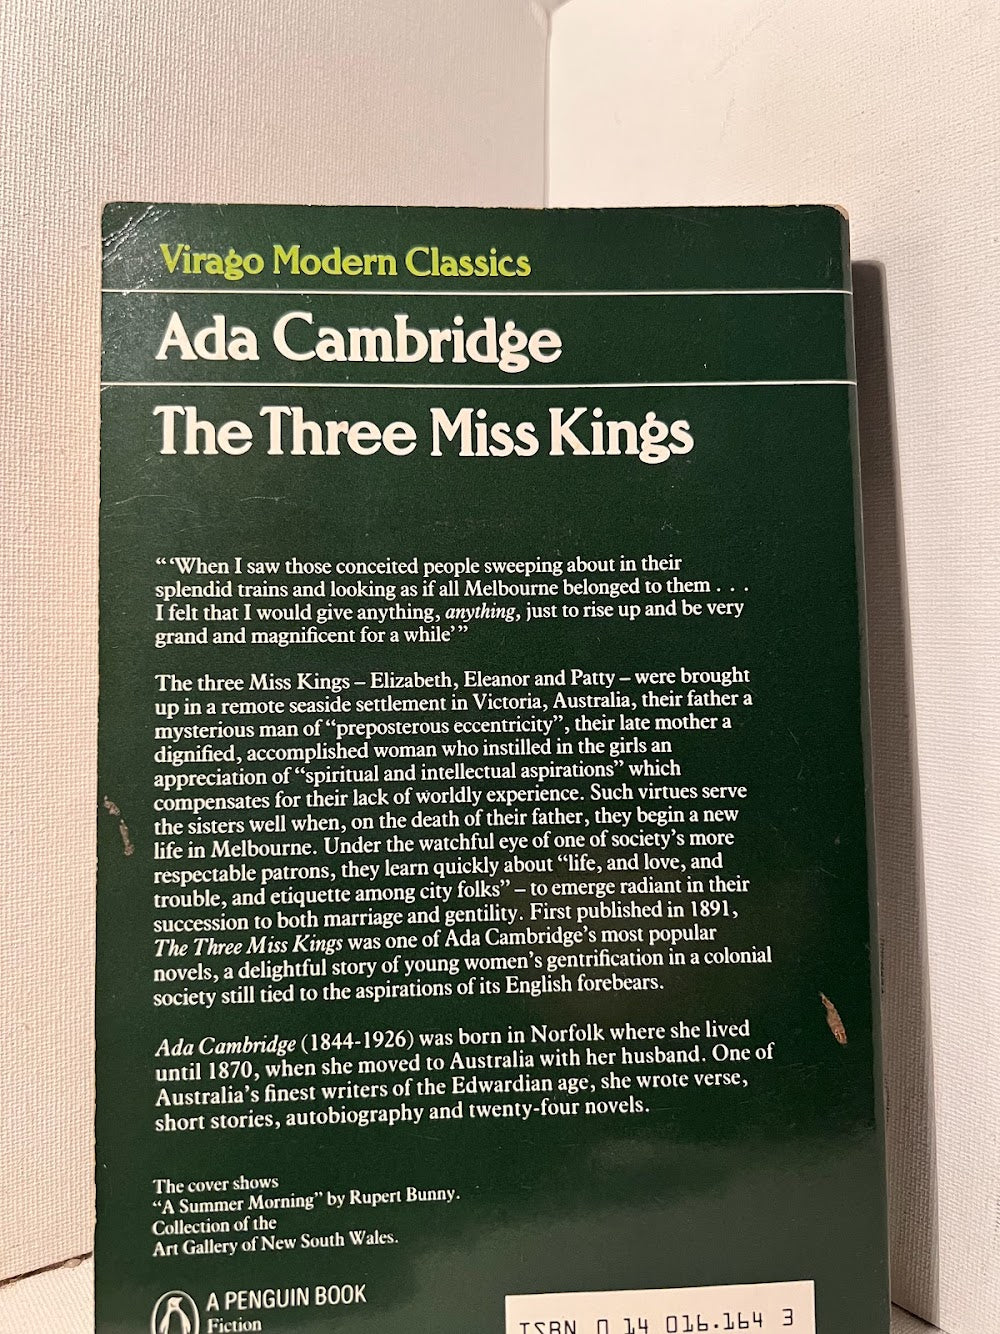 Virago Modern Classics
Ada Cambridge
The Three Miss Kings
“ ‘When I saw those conceited people sweeping about in their
splendid trains and looking as if all Melbourne belonged to them . . .
I felt that I would give anything, anything, just to rise up and be very
grand and magnificent for a while’ ”
The three Miss Kings – Elizabeth, Eleanor and Patty – were brought
up in a remote seaside settlement in Victoria, Australia, their father a
mysterious man of “preposterous eccentricity”, their late mother a
dignified, accomplished woman who instilled in the girls an
appreciation of “spiritual and intellectual aspirations” which
compensates for their lack of worldly experience. Such virtues serve
the sisters well when, on the death of their father, they begin a new
life in Melbourne. Under the watchful eye of one of society’s more
respectable patrons, they learn quickly about “life, and love, and
trouble, and etiquette among city folks” – to emerge radiant in their
succession to both marriage and gentility. First published in 1891,
The Three Miss Kings was one of Ada Cambridge’s most popular
novels, a delightful story of young women’s gentrification in a colonial
society still tied to the aspirations of its English forebears.
Ada Cambridge (1844-1926) was born in Norfolk where she lived
until 1870, when she moved to Australia with her husband. One of
Australia’s finest writers of the Edwardian age, she wrote verse,
short stories, autobiography and twenty-four novels.
The cover shows
“A Summer Morning” by Rupert Bunny.
Collection of the
Art Gallery of New South Wales.
A PENGUIN BOOK
Fiction
ISBN 0 14 016.164 3